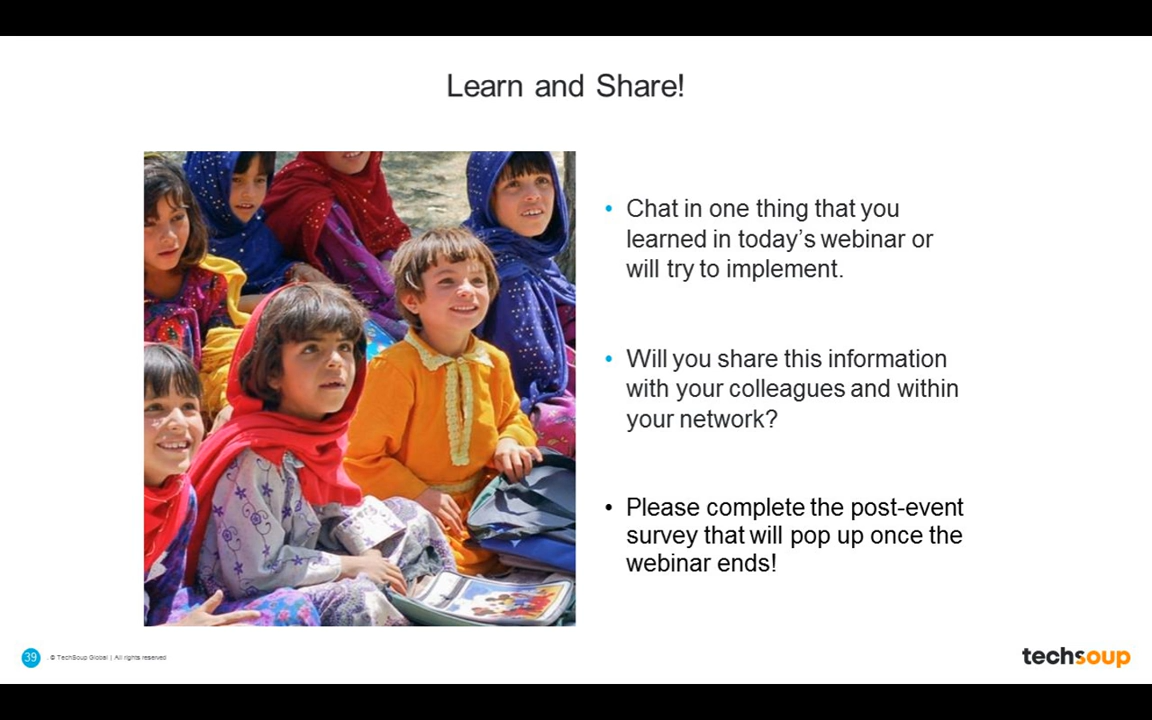 Learn and Share!
• Chat in one thing that you
learned in today’s webinar or
will try to implement.
• Will you share this information
with your colleagues and within
your network?
• Please complete the post-event
survey that will pop up once the
webinar ends!
39
© TechSoup Global | All rights reserved
techsoup